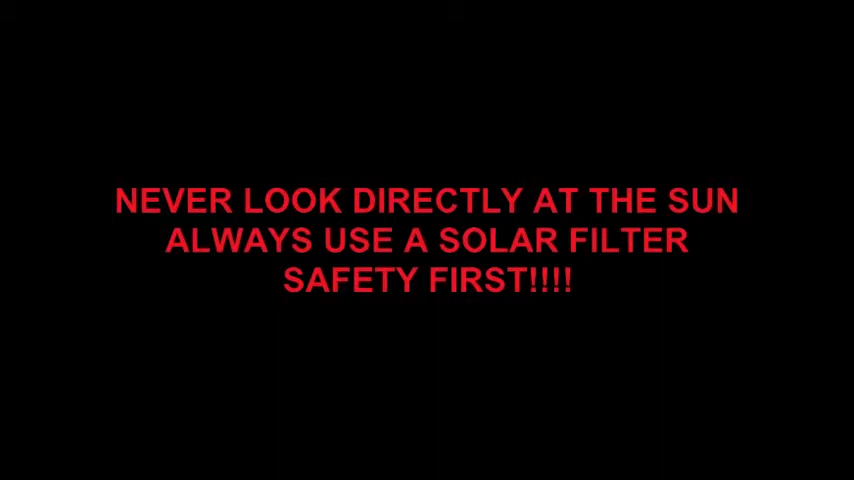 NEVER LOOK DIRECTLY AT THE SUN
ALWAYS USE A SOLAR FILTER
SAFETY FIRST!!!!